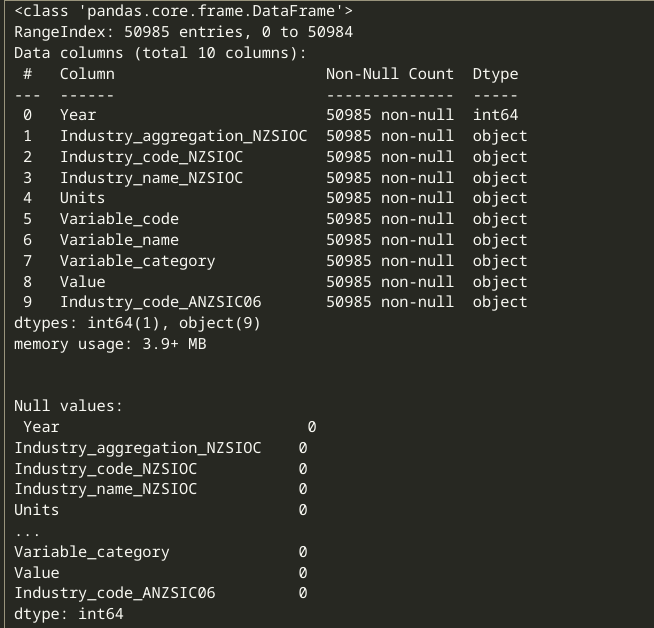 <class 'pandas.core.frame.DataFrame'>
RangeIndex: 50985 entries, 0 to 50984
Data columns (total 10 columns):
 #   Column                       Non-Null Count  Dtype
---  ------                       --------------  -----
 0   Year                         50985 non-null  int64
 1   Industry_aggregation_NZSIOC  50985 non-null  object
 2   Industry_code_NZSIOC         50985 non-null  object
 3   Industry_name_NZSIOC         50985 non-null  object
 4   Units                        50985 non-null  object
 5   Variable_code                50985 non-null  object
 6   Variable_name                50985 non-null  object
 7   Variable_category            50985 non-null  object
 8   Value                        50985 non-null  object
 9   Industry_code_ANZSIC06       50985 non-null  object
dtypes: int64(1), object(9)
memory usage: 3.9+ MB
Null values:
 Year                           0
Industry_aggregation_NZSIOC    0
Industry_code_NZSIOC           0
Industry_name_NZSIOC           0
Units                          0
...
Variable_category              0
Value                          0
Industry_code_ANZSIC06         0
dtype: int64